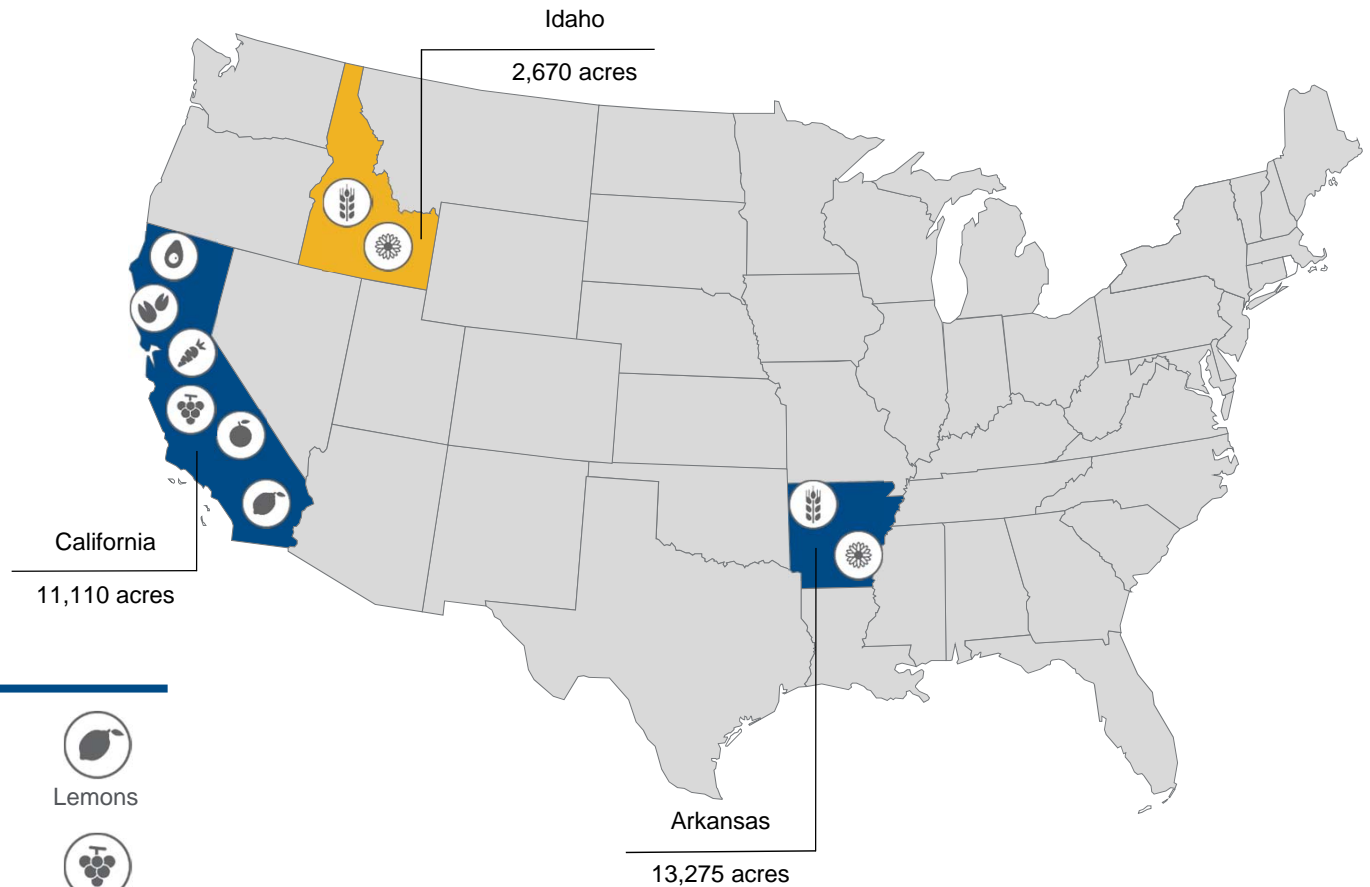 Idaho
2,670 acres
California
11,110 acres
Lemons
Arkansas
13,275 acres